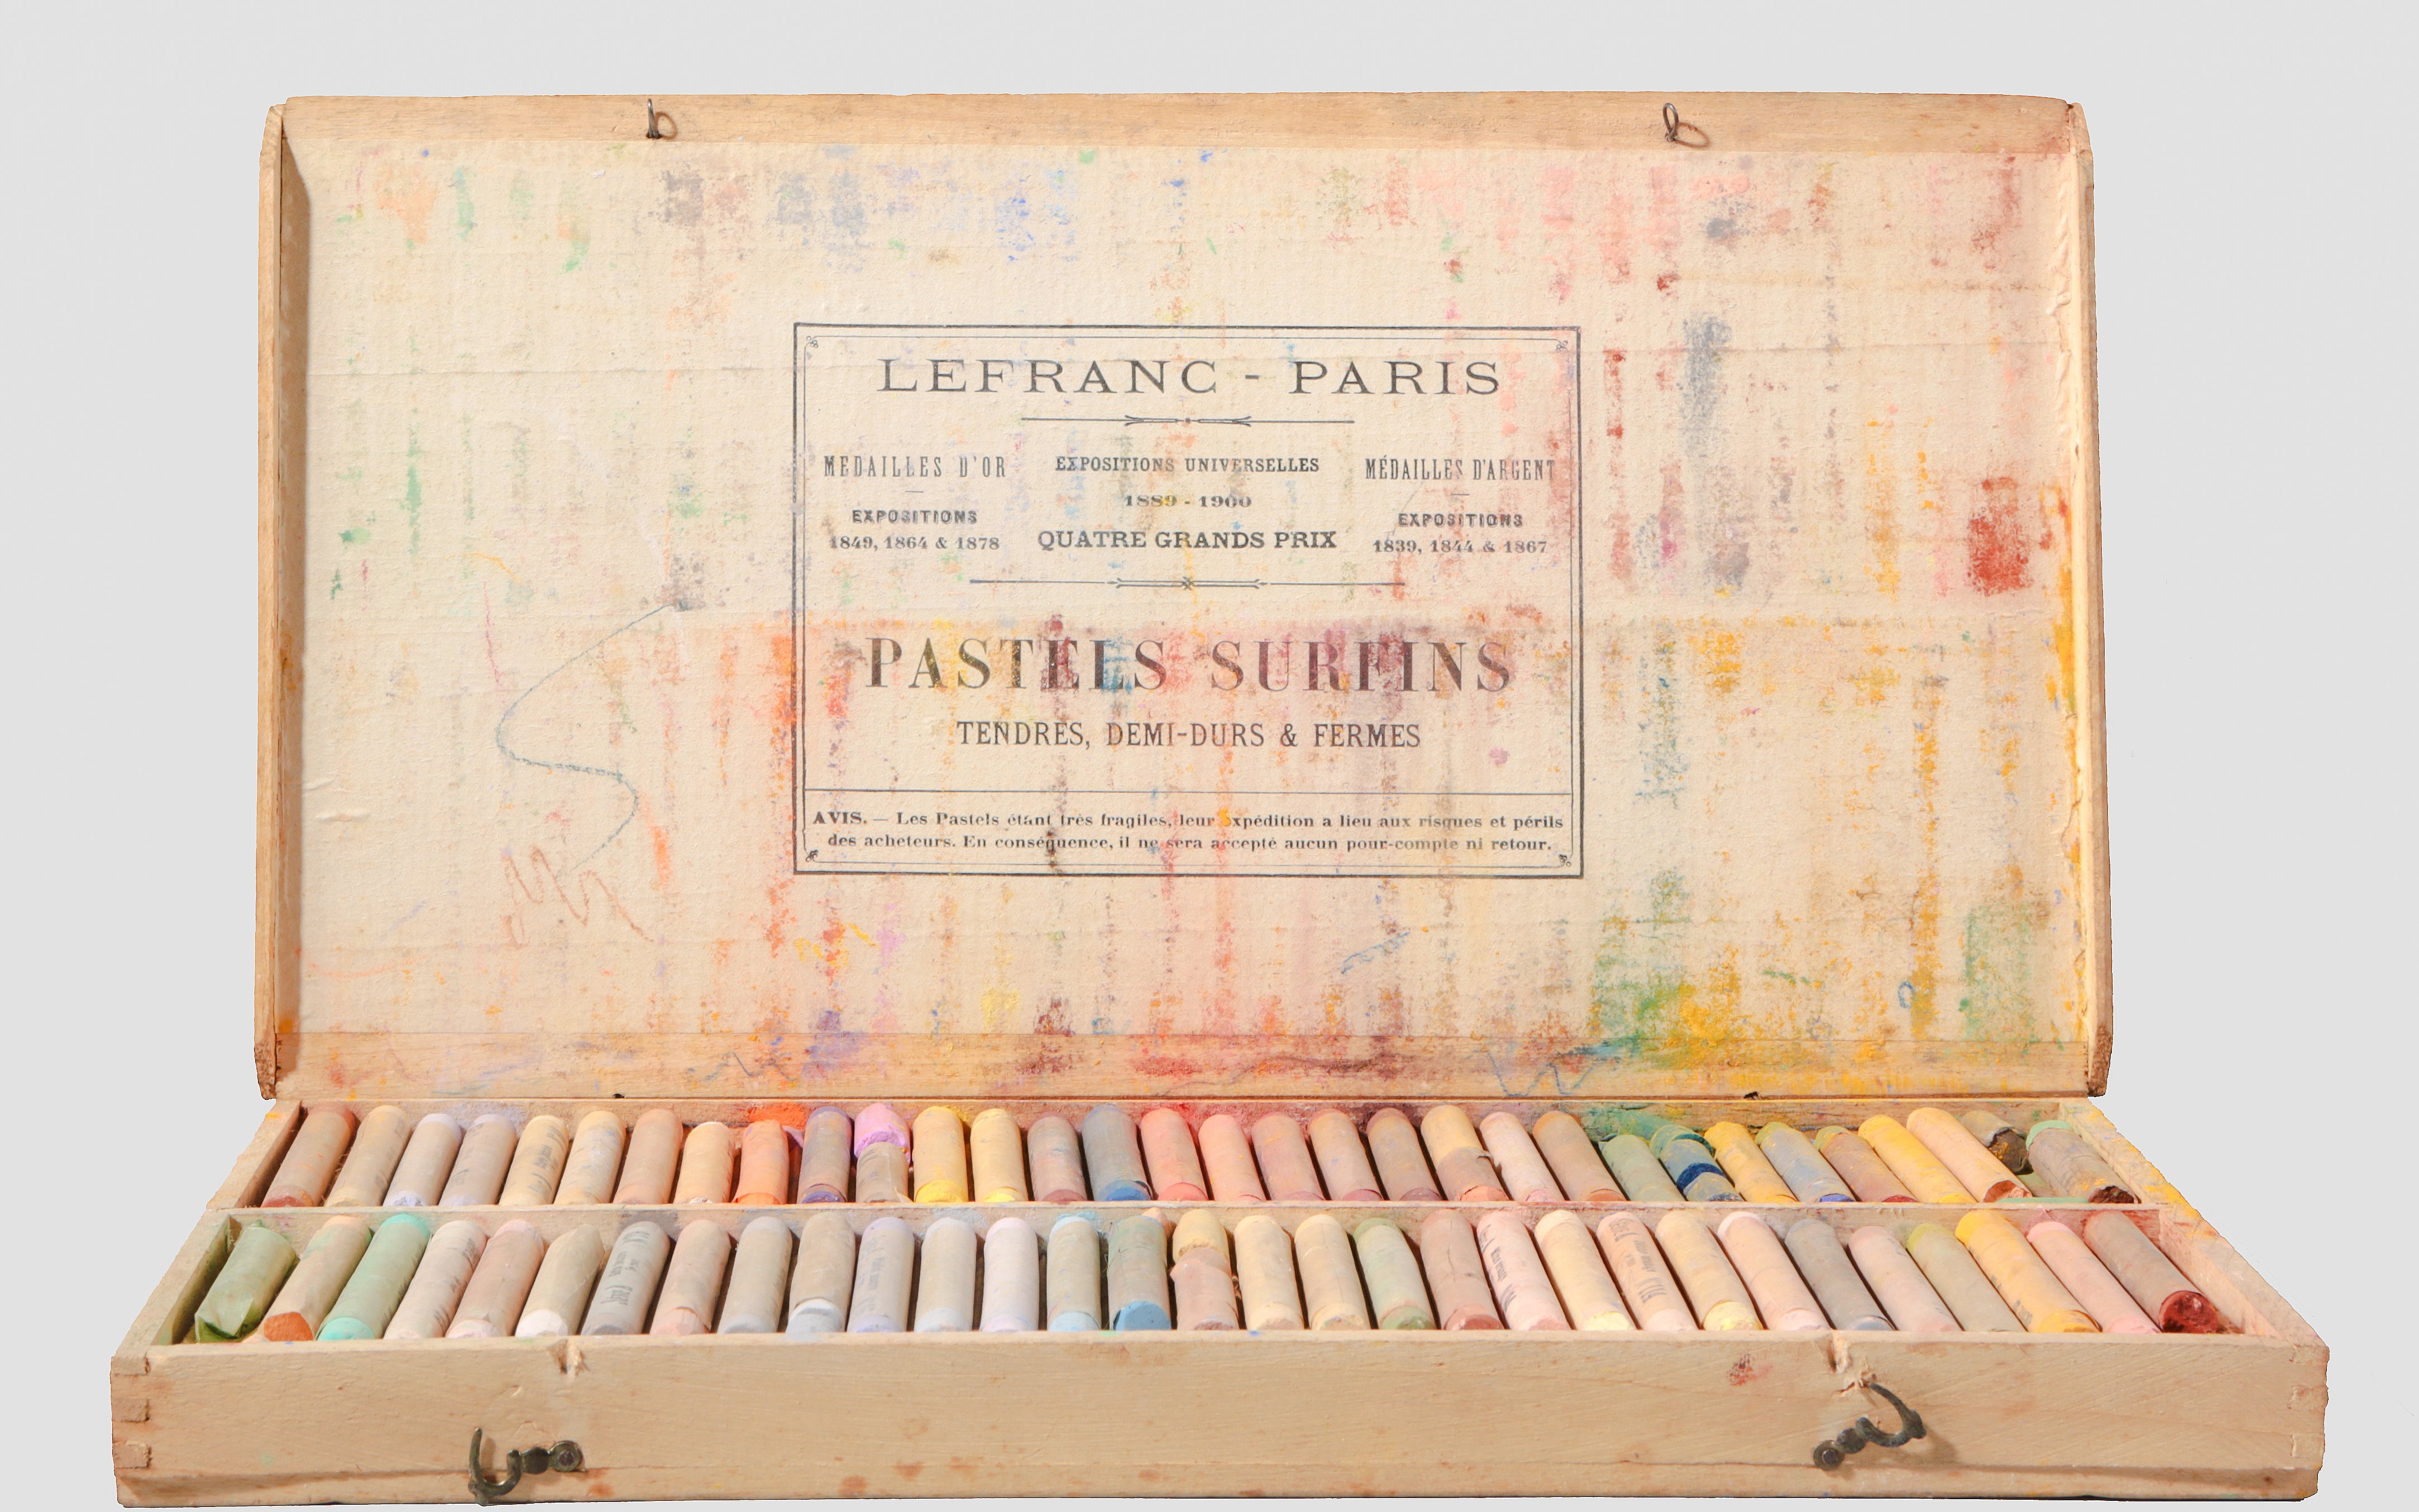 LEFRANC - PARIS
MEDAILLES D'OR
EXPOSITIONS
1849, 1864 & 1878
EXPOSITIONS UNIVERSELLES
1889 - 1900
QUATRE GRANDS PRIX
MÉDAILLES D'ARGENT
EXPOSITIONS
1839, 1844 & 1867
PASTELS SURFINS
TENDRES, DEMI-DURS & FERMES
AVIS. — Les Pastels étant très fragiles, leur expédition a lieu aux risques et périls
des acheteurs. En conséquence, il ne sera accepté aucun pour-compte ni retour.